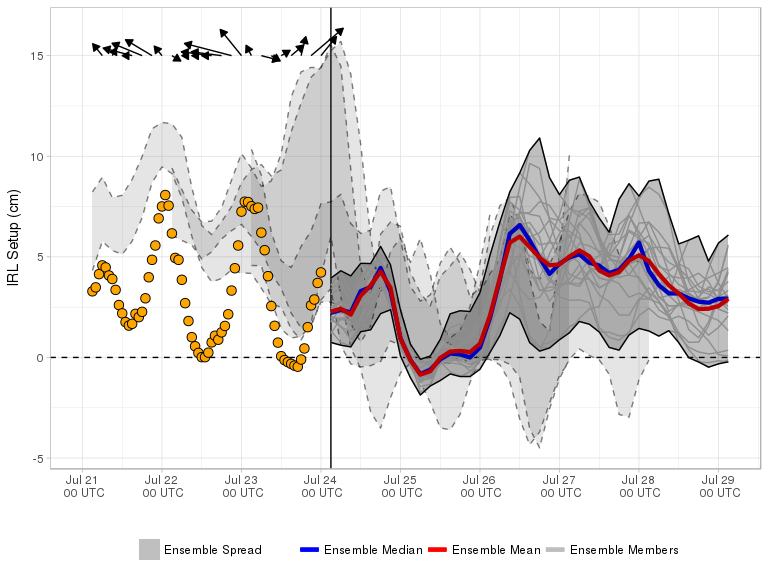 IRL Setup (cm)
15
10
5
0
-5
Jul 21 Jul 22 Jul 23 Jul 24 Jul 25 Jul 26 Jul 27 Jul 28 Jul 29
00 UTC 00 UTC 00 UTC 00 UTC 00 UTC 00 UTC 00 UTC 00 UTC 00 UTC
Ensemble Spread Ensemble Median Ensemble Mean Ensemble Members